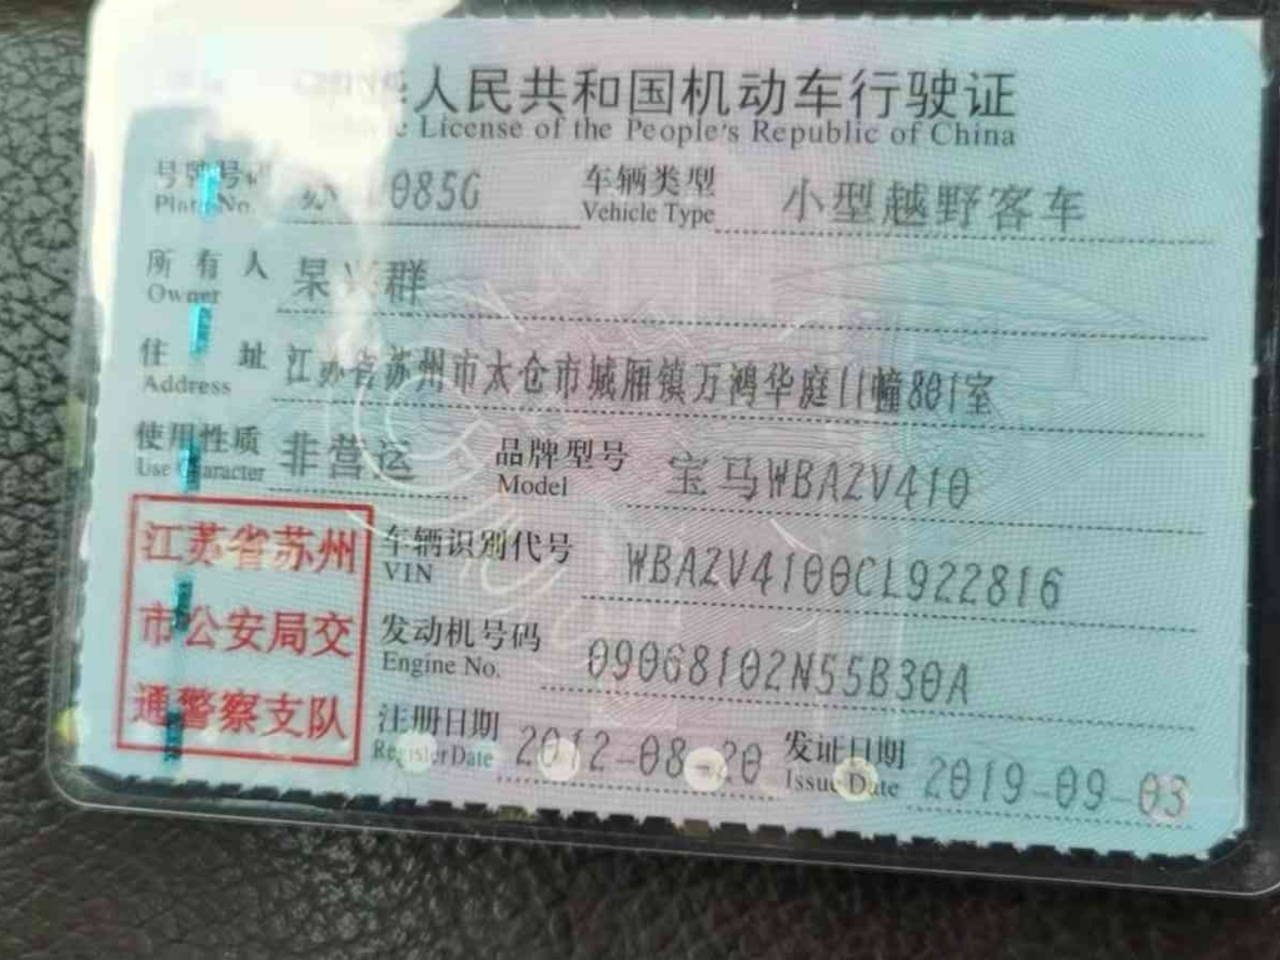 人民共和国机动车行驶证
License of the People's Republic of China
号牌号 085G 车辆类型 小型越野客车
Plate No. Vehicle Type
所有人 杲 群
Owner
住址 江苏省苏州市太仓市城厢镇万鸿华庭11幢801室
Address
使用性质 非营运 品牌型号 宝马WBAZV410
Use Character Model
江苏省苏州
市公安局交
通警察支队
车辆识别代号 WBAZV4100CL922816
VIN
发动机号码 09068102N55B30A
Engine No.
注册日期 2012-08-20 发证日期 2019-09-03
Register Date Issue Date